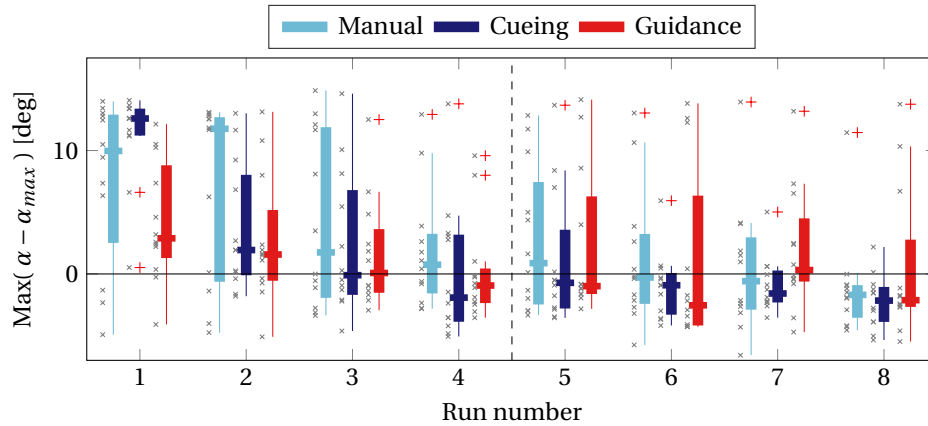 Manual Cueing Guidance
Max( α − α_max ) [deg]
10
0
1 2 3 4 5 6 7 8
Run number